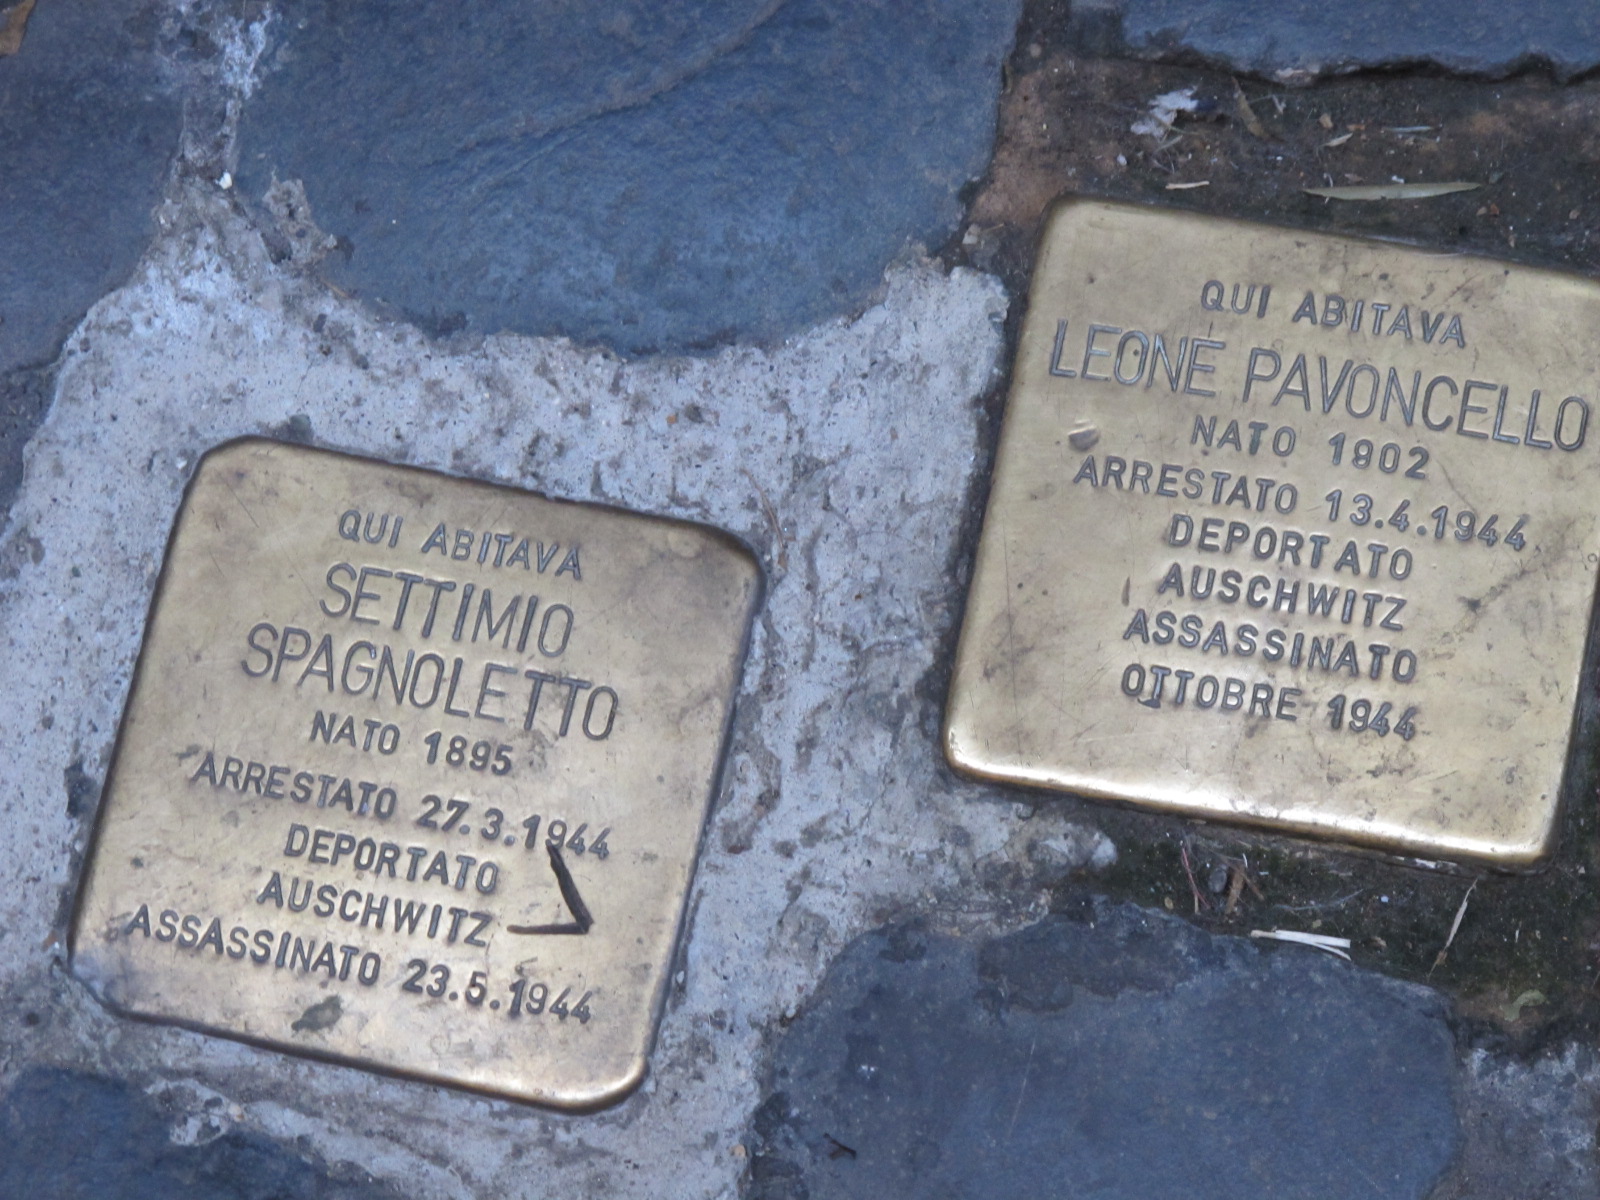 QUI ABITAVA
SETTIMIO
SPAGNOLETTO
NATO 1895
ARRESTATO 27.3.1944
DEPORTATO
AUSCHWITZ
ASSASSINATO 23.5.1944
QUI ABITAVA
LEONE PAVONCELLO
NATO 1902
ARRESTATO 13.4.1944
DEPORTATO
AUSCHWITZ
ASSASSINATO
OTTOBRE 1944